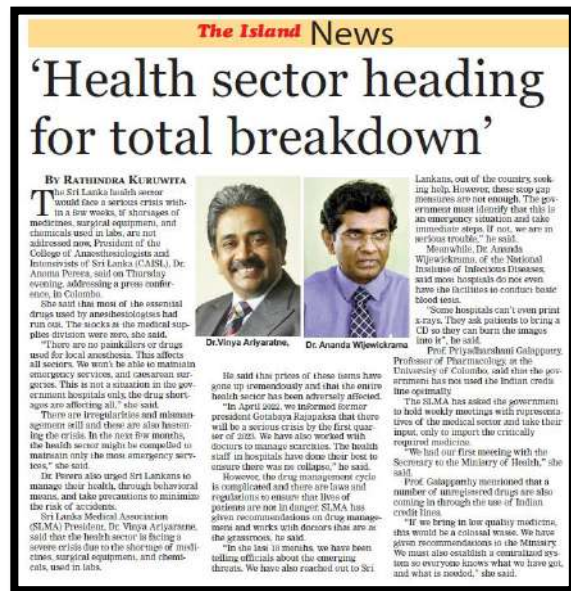 The Island News
'Health sector heading
for total breakdown'
BY RATHINDRA KURUWITA
The Sri Lanka health sector
would face a serious crisis with-
in a few weeks, if shortages of
medicines, surgical equipment, and
chemicals used in labs, are not
addressed now, President of the
College of Anaesthesiologists and
Intensivists of Sri Lanka (CAISL), Dr.
Anoma Perera, said on Thursday
evening, addressing a press confer-
ence, in Colombo.
She said that most of the essential
drugs used by anesthesiologists had
run out. The stocks at the medical sup-
plies division were zero, she said.
"There are no painkillers or drugs
used for local anesthesia. This affects
all sectors. We won't be able to maintain
emergency services, and caesarean sur-
geries. This is not a situation in the gov-
ernment hospitals only, the drug short-
ages are affecting all," she said.
There are irregularities and misman-
agement still and these are also hasten-
ing the crisis. In the next few months,
the health sector might be compelled to
maintain only the most emergency serv-
ices," she said.
Dr. Perera also urged Sri Lankans to
manage their health, through behavioral
means, and take precautions to minimize
the risk of accidents.
Sri Lanka Medical Association
(SLMA) President, Dr. Vinya Ariyaratne,
said that the health sector is facing a
severe crisis due to the shortage of medi-
cines, surgical equipment, and chemi-
cals, used in labs.
Dr.Vinya Ariyaratne,
Dr. Ananda Wijewickrama
He said that prices of these items have
gone up tremendously and that the entire
health sector has been adversely affected.
"In April 2022, we informed former
president Gotabaya Rajapaksa that there
will be a serious crisis by the first quar-
ter of 2023. We have also worked with
doctors to manage scarcities. The health
staff in hospitals have done their best to
ensure there was no collapse," he said.
However, the drug management cycle
is complicated and there are laws and
regulations to ensure that lives of
patients are not in danger. SLMA has
given recommendations on drug manage-
ment and works with doctors that are at
the grassroots, he said.
"In the last 10 months, we have been
telling officials about the emerging
threats. We have also reached out to Sri
Lankans, out of the country, seek-
ing help. However, these stop gap
measures are not enough. The gov-
ernment must identify that this is
an emergency situation and take
immediate steps. If not, we are in
serious trouble," he said.
Meanwhile, Dr. Ananda
Wijewickrama, of the National
Institute of Infectious Diseases,
said most hospitals do not even
have the facilities to conduct basic
blood tests.
"Some hospitals can't even print
x-rays. They ask patients to bring a
CD so they can burn the images
into it", he said.
Prof. Priyadharshani Galappatty,
Professor of Pharmacology, at the
University of Colombo, said that the gov-
ernment has not used the Indian credit
line optimally.
The SLMA has asked the government
to hold weekly meetings with representa-
tives of the medical sector and take their
input, only to import the critically
required medicine.
"We had our first meeting with the
Secretary to the Ministry of Health," she
said.
Prof. Galappatthy mentioned that a
number of unregistered drugs are also
coming in through the use of Indian
credit lines.
"If we bring in low quality medicine,
this would be a colossal waste. We have
given recommendations to the Ministry.
We must also establish a centralized sys-
tem so everyone knows what we have got,
and what is needed," she said.